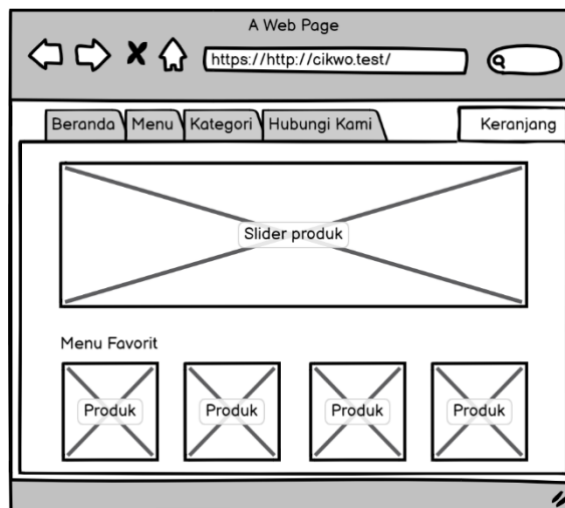 A Web Page
https://http://cikwo.test/
Beranda Menu Kategori Hubungi Kami Keranjang
Slider produk
Menu Favorit
Produk Produk Produk Produk